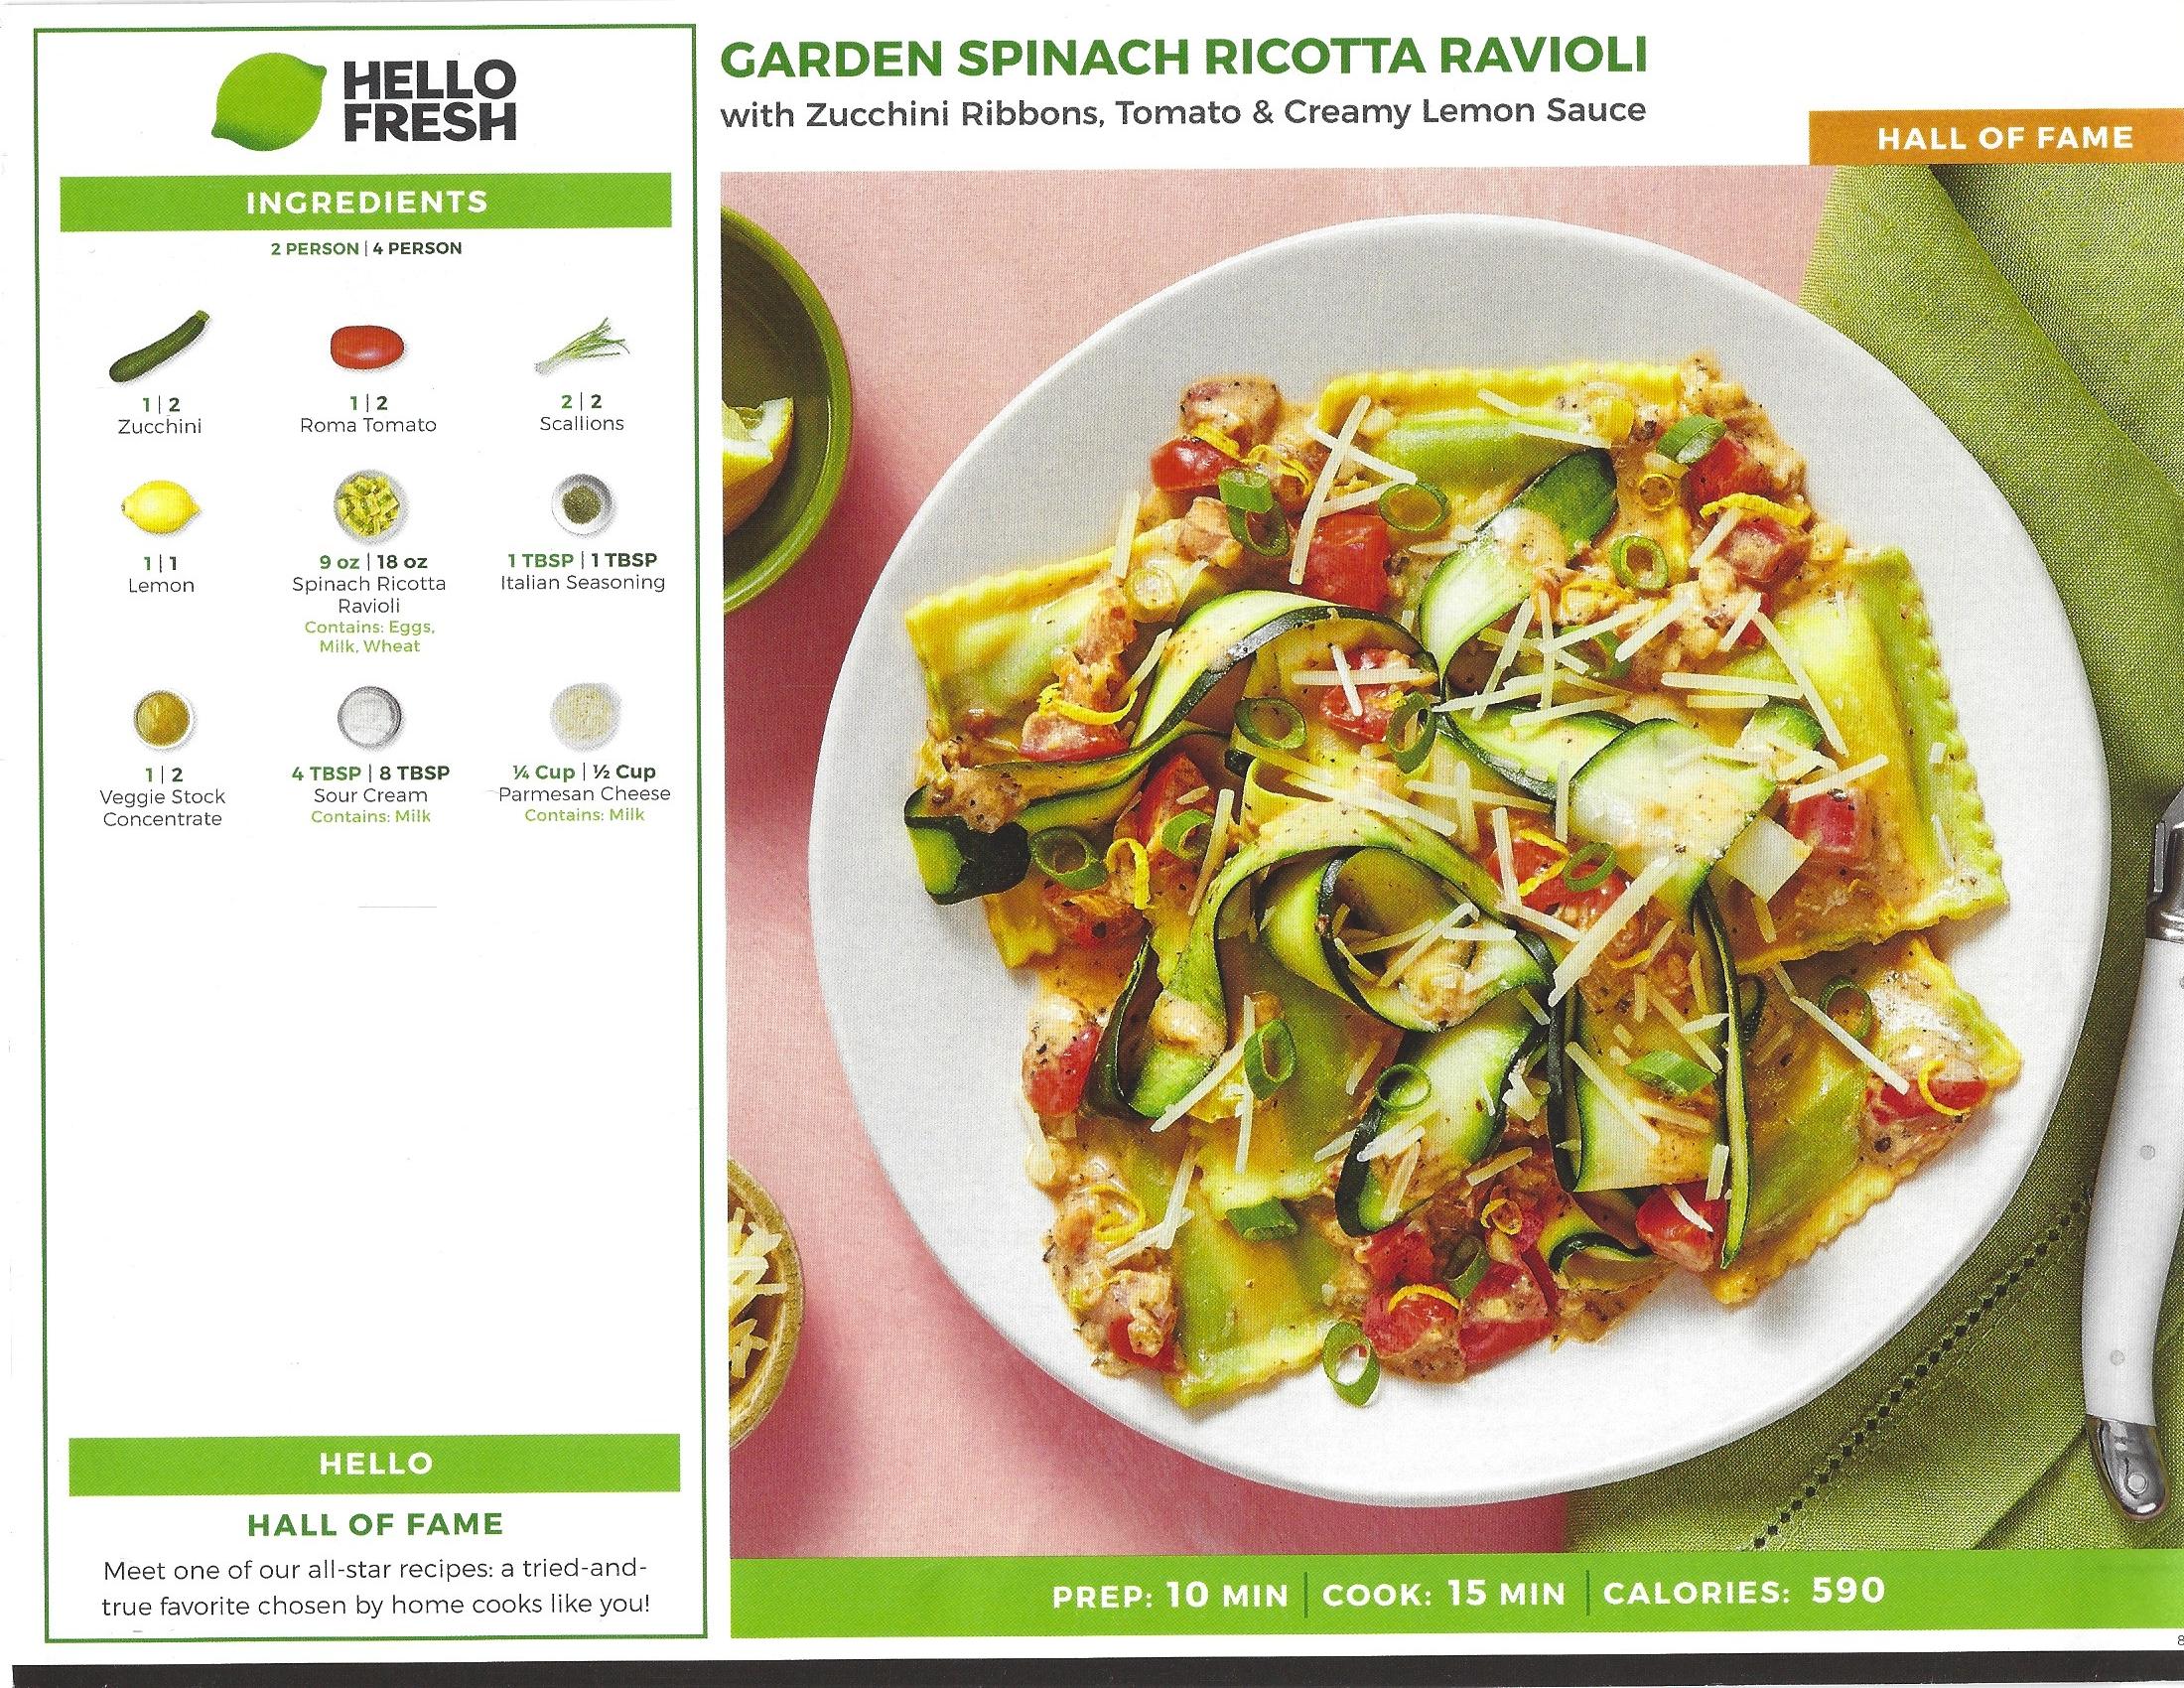 HELLO
FRESH
INGREDIENTS
2 PERSON | 4 PERSON
1 | 2
Zucchini
1 | 2
Roma Tomato
2 | 2
Scallions
1 | 1
Lemon
9 oz | 18 oz
Spinach Ricotta
Ravioli
Contains: Eggs,
Milk, Wheat
1 TBSP | 1 TBSP
Italian Seasoning
1 | 2
Veggie Stock
Concentrate
4 TBSP | 8 TBSP
Sour Cream
Contains: Milk
¼ Cup | ½ Cup
Parmesan Cheese
Contains: Milk
HELLO
HALL OF FAME
Meet one of our all-star recipes: a tried-and-
true favorite chosen by home cooks like you!
GARDEN SPINACH RICOTTA RAVIOLI
with Zucchini Ribbons, Tomato & Creamy Lemon Sauce
HALL OF FAME
PREP: 10 MIN | COOK: 15 MIN | CALORIES: 590